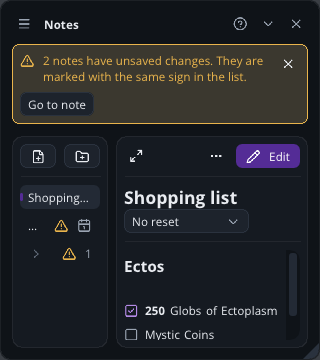 Notes
2 notes have unsaved changes. They are
marked with the same sign in the list.
Go to note
Edit
Shopping...
...
1
Shopping list
No reset
Ectos
250 Globs of Ectoplasm
Mystic Coins